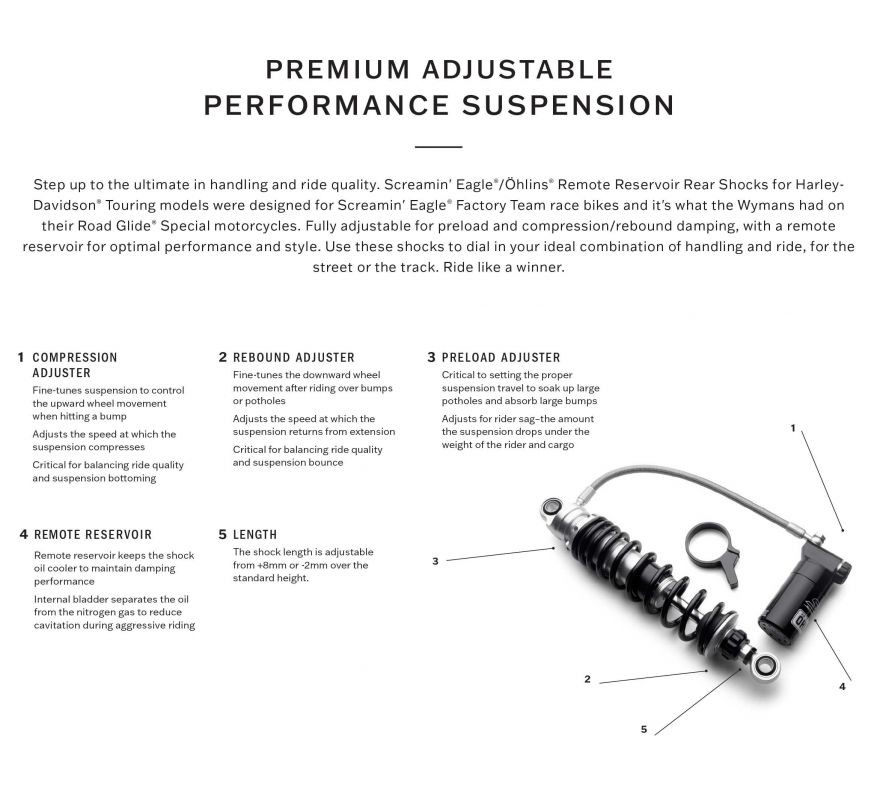 PREMIUM ADJUSTABLE
PERFORMANCE SUSPENSION
Step up to the ultimate in handling and ride quality. Screamin' Eagle®/Öhlins® Remote Reservoir Rear Shocks for Harley-
Davidson® Touring models were designed for Screamin' Eagle® Factory Team race bikes and it's what the Wymans had on
their Road Glide® Special motorcycles. Fully adjustable for preload and compression/rebound damping, with a remote
reservoir for optimal performance and style. Use these shocks to dial in your ideal combination of handling and ride, for the
street or the track. Ride like a winner.
1 COMPRESSION
ADJUSTER
Fine-tunes suspension to control
the upward wheel movement
when hitting a bump
Adjusts the speed at which the
suspension compresses
Critical for balancing ride quality
and suspension bottoming
2 REBOUND ADJUSTER
Fine-tunes the downward wheel
movement after riding over bumps
or potholes
Adjusts the speed at which the
suspension returns from extension
Critical for balancing ride quality
and suspension bounce
3 PRELOAD ADJUSTER
Critical to setting the proper
suspension travel to soak up large
potholes and absorb large bumps
Adjusts for rider sag–the amount
the suspension drops under the
weight of the rider and cargo
4 REMOTE RESERVOIR
Remote reservoir keeps the shock
oil cooler to maintain damping
performance
Internal bladder separates the oil
from the nitrogen gas to reduce
cavitation during aggressive riding
5 LENGTH
The shock length is adjustable
from +8mm or -2mm over the
standard height.
1
3
2
4
5